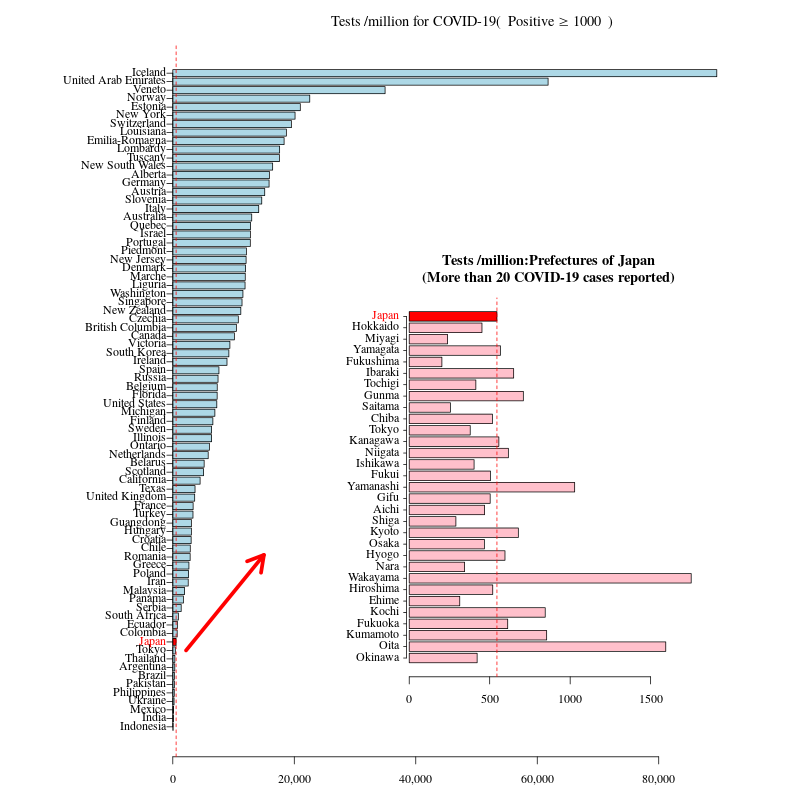 Tests /million for COVID-19( Positive ≥ 1000 )
Iceland
United Arab Emirates
Veneto
Norway
Estonia
New York
Switzerland
Louisiana
Emilia-Romagna
Lombardy
Tuscany
New South Wales
Alberta
Germany
Austria
Slovenia
Italy
Australia
Quebec
Israel
Portugal
Piedmont
New Jersey
Denmark
Marche
Liguria
Washington
Singapore
New Zealand
Czechia
British Columbia
Canada
Victoria
South Korea
Ireland
Spain
Russia
Belgium
Florida
United States
Michigan
Finland
Sweden
Illinois
Ontario
Netherlands
Belarus
Scotland
California
Texas
United Kingdom
France
Turkey
Guangdong
Hungary
Croatia
Chile
Romania
Greece
Poland
Iran
Malaysia
Panama
Serbia
South Africa
Ecuador
Colombia
Japan
Tokyo
Thailand
Argentina
Brazil
Pakistan
Philippines
Ukraine
Mexico
India
Indonesia
0 20,000 40,000 60,000 80,000
Tests /million:Prefectures of Japan
(More than 20 COVID-19 cases reported)
Japan
Hokkaido
Miyagi
Yamagata
Fukushima
Ibaraki
Tochigi
Gunma
Saitama
Chiba
Tokyo
Kanagawa
Niigata
Ishikawa
Fukui
Yamanashi
Gifu
Aichi
Shiga
Kyoto
Osaka
Hyogo
Nara
Wakayama
Hiroshima
Ehime
Kochi
Fukuoka
Kumamoto
Oita
Okinawa
0 500 1000 1500